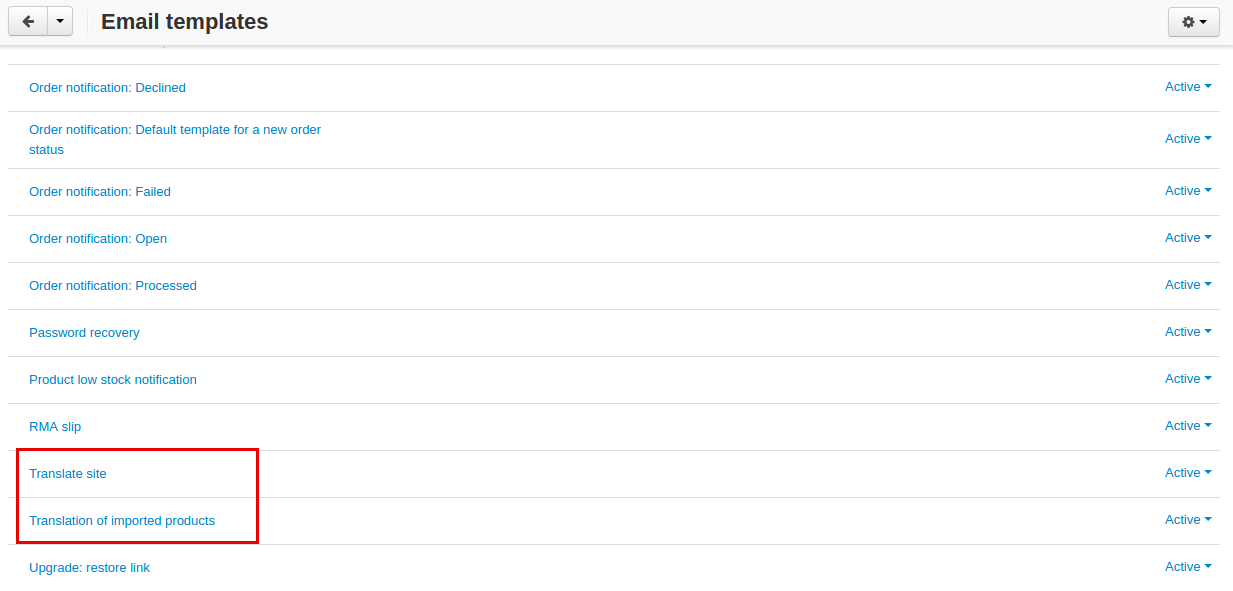 Email templates
Order notification: Declined
Active
Order notification: Default template for a new order
status
Active
Order notification: Failed
Active
Order notification: Open
Active
Order notification: Processed
Active
Password recovery
Active
Product low stock notification
Active
RMA slip
Active
Translate site
Active
Translation of imported products
Active
Upgrade: restore link
Active